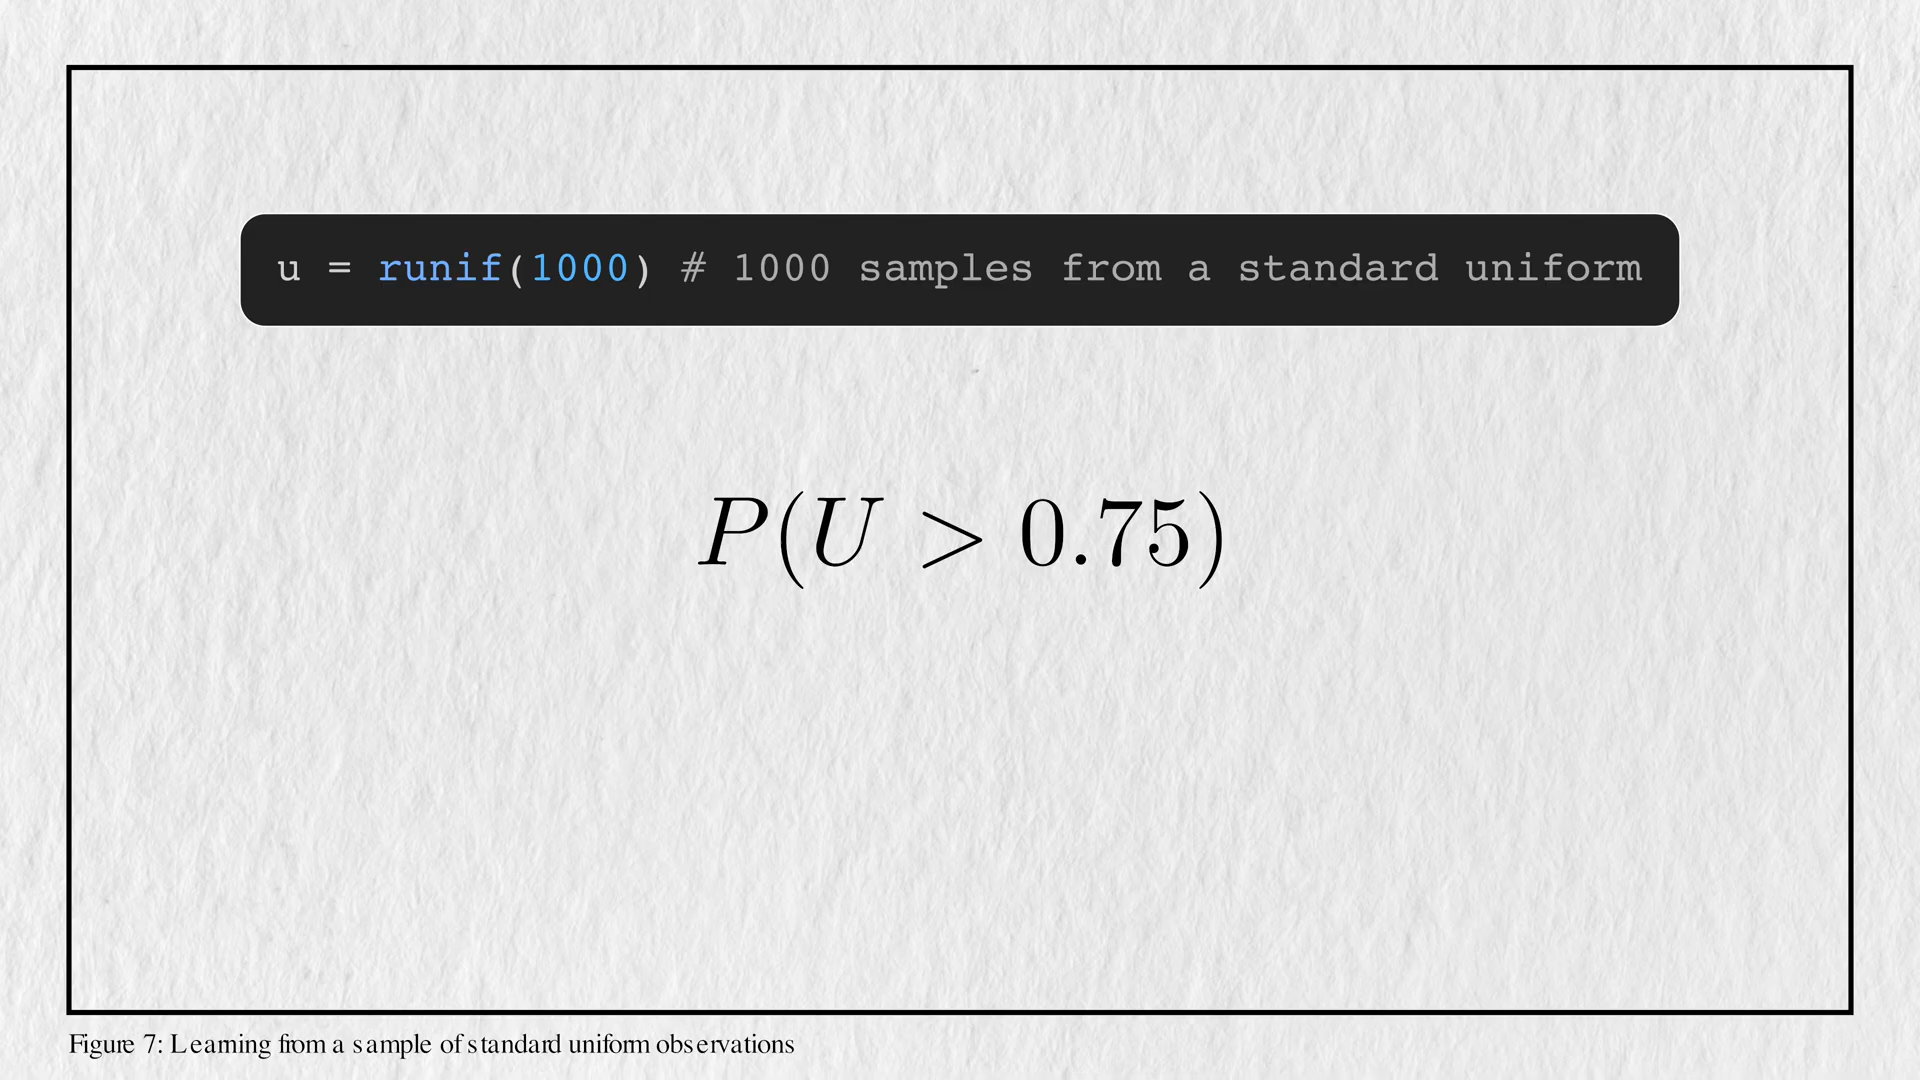 u = runif(1000) # 1000 samples from a standard uniform
P(U > 0.75)
Figure 7: Learning from a sample of standard uniform observations